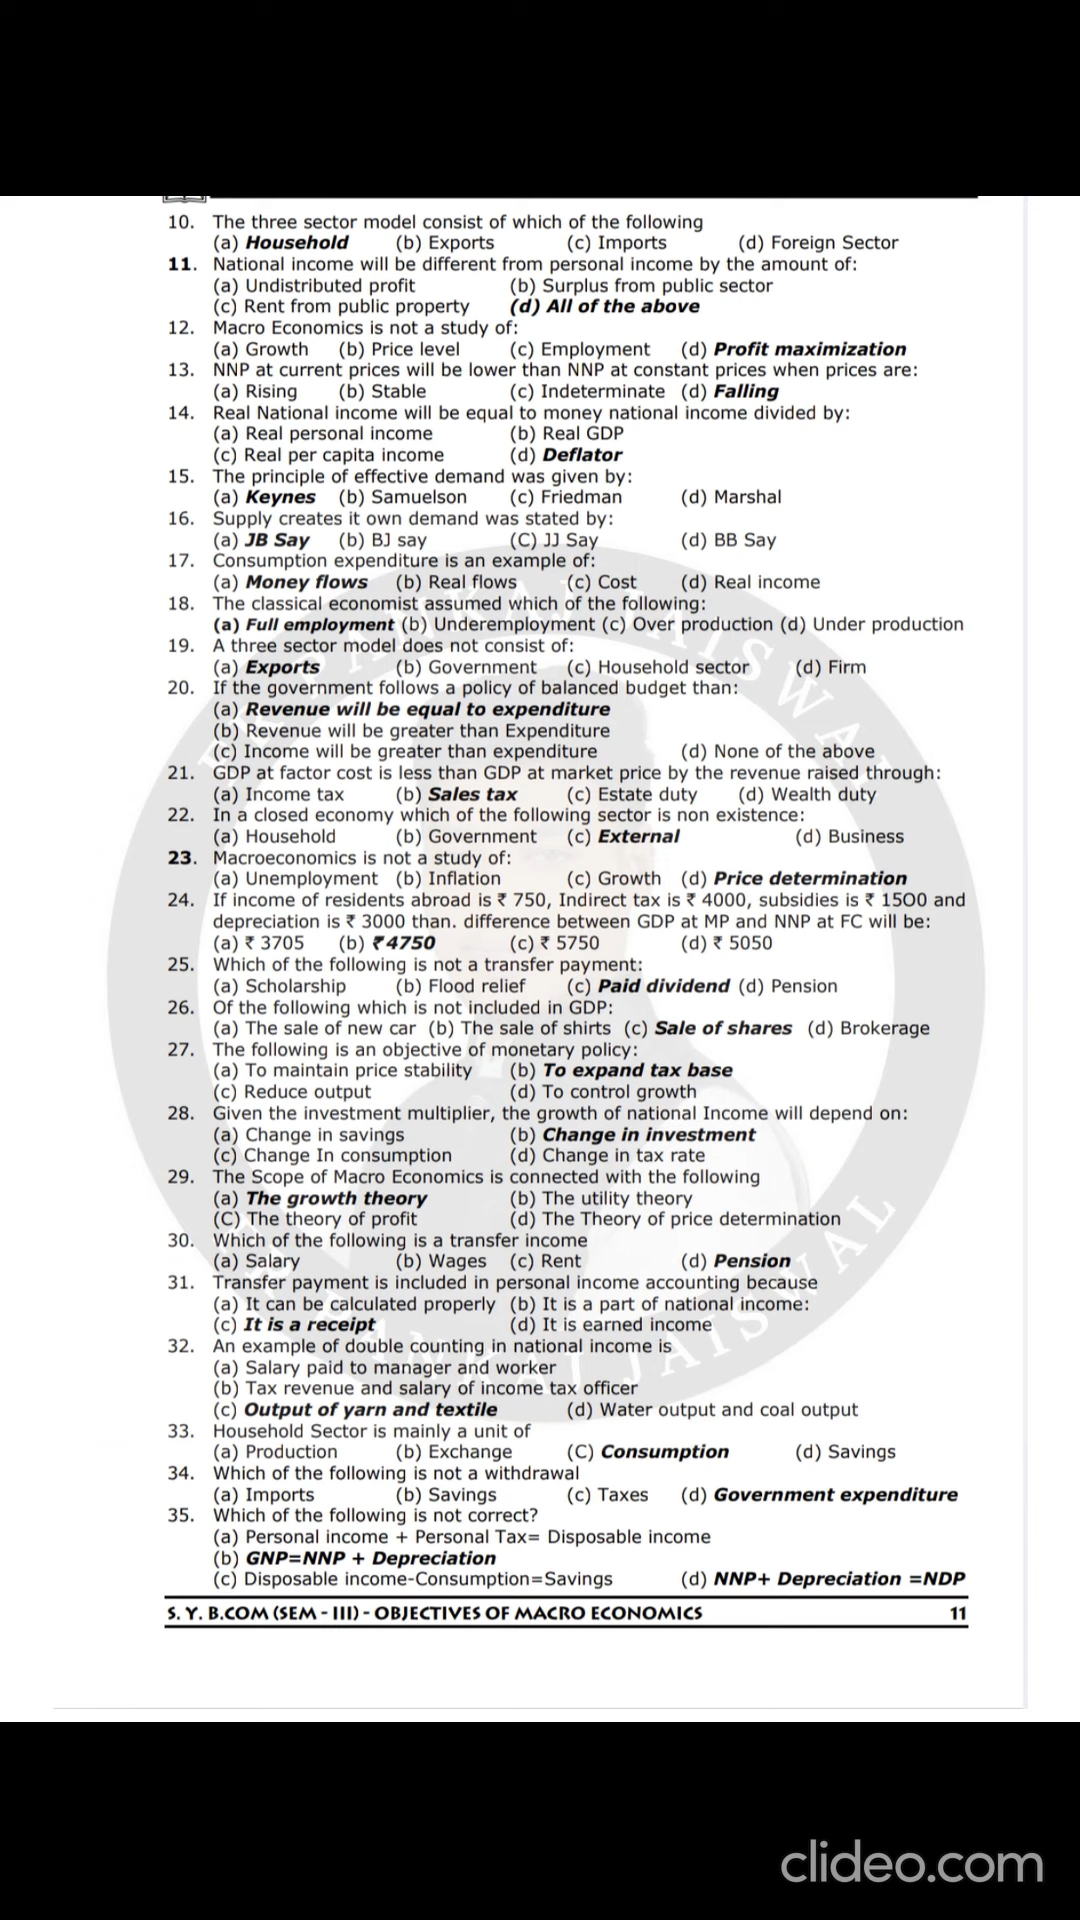 10. The three sector model consist of which of the following
(a) Household (b) Exports (c) Imports (d) Foreign Sector
11. National income will be different from personal income by the amount of:
(a) Undistributed profit (b) Surplus from public sector
(c) Rent from public property (d) All of the above
12. Macro Economics is not a study of:
(a) Growth (b) Price level (c) Employment (d) Profit maximization
13. NNP at current prices will be lower than NNP at constant prices when prices are:
(a) Rising (b) Stable (c) Indeterminate (d) Falling
14. Real National income will be equal to money national income divided by:
(a) Real personal income (b) Real GDP
(c) Real per capita income (d) Deflator
15. The principle of effective demand was given by:
(a) Keynes (b) Samuelson (c) Friedman (d) Marshal
16. Supply creates it own demand was stated by:
(a) JB Say (b) BJ say (C) JJ Say (d) BB Say
17. Consumption expenditure is an example of:
(a) Money flows (b) Real flows (c) Cost (d) Real income
18. The classical economist assumed which of the following:
(a) Full employment (b) Underemployment (c) Over production (d) Under production
19. A three sector model does not consist of:
(a) Exports (b) Government (c) Household sector (d) Firm
20. If the government follows a policy of balanced budget than:
(a) Revenue will be equal to expenditure
(b) Revenue will be greater than Expenditure
(c) Income will be greater than expenditure (d) None of the above
21. GDP at factor cost is less than GDP at market price by the revenue raised through:
(a) Income tax (b) Sales tax (c) Estate duty (d) Wealth duty
22. In a closed economy which of the following sector is non existence:
(a) Household (b) Government (c) External (d) Business
23. Macroeconomics is not a study of:
(a) Unemployment (b) Inflation (c) Growth (d) Price determination
24. If income of residents abroad is ₹ 750, Indirect tax is ₹ 4000, subsidies is ₹ 15O0 and
depreciation is ₹ 3000 than. difference between GDP at MP and NNP at FC will be:
(a) ₹ 3705 (b) ₹4750 (c) ₹ 5750 (d) ₹ 5050
25. Which of the following is not a transfer payment:
(a) Scholarship (b) Flood relief (c) Paid dividend (d) Pension
26. Of the following which is not included in GDP:
(a) The sale of new car (b) The sale of shirts (c) Sale of shares (d) Brokerage
27. The following is an objective of monetary policy:
(a) To maintain price stability (b) To expand tax base
(c) Reduce output (d) To control growth
28. Given the investment multiplier, the growth of national Income will depend on:
(a) Change in savings (b) Change in investment
(c) Change In consumption (d) Change in tax rate
29. The Scope of Macro Economics is connected with the following
(a) The growth theory (b) The utility theory
(C) The theory of profit (d) The Theory of price determination
30. Which of the following is a transfer income
(a) Salary (b) Wages (c) Rent (d) Pension
31. Transfer payment is included in personal income accounting because
(a) It can be calculated properly (b) It is a part of national income:
(c) It is a receipt (d) It is earned income
32. An example of double counting in national income is
(a) Salary paid to manager and worker
(b) Tax revenue and salary of income tax officer
(c) Output of yarn and textile (d) Water output and coal output
33. Household Sector is mainly a unit of
(a) Production (b) Exchange (C) Consumption (d) Savings
34. Which of the following is not a withdrawal
(a) Imports (b) Savings (c) Taxes (d) Government expenditure
35. Which of the following is not correct?
(a) Personal income + Personal Tax= Disposable income
(b) GNP=NNP + Depreciation
(c) Disposable income-Consumption=Savings (d) NNP+ Depreciation =NDP
S. Y. B.COM (SEM - III) - OBJECTIVES OF MACRO ECONOMICS 11
PANKAJ JAISWAL
PANKAJ JAISWAL
clideo.com